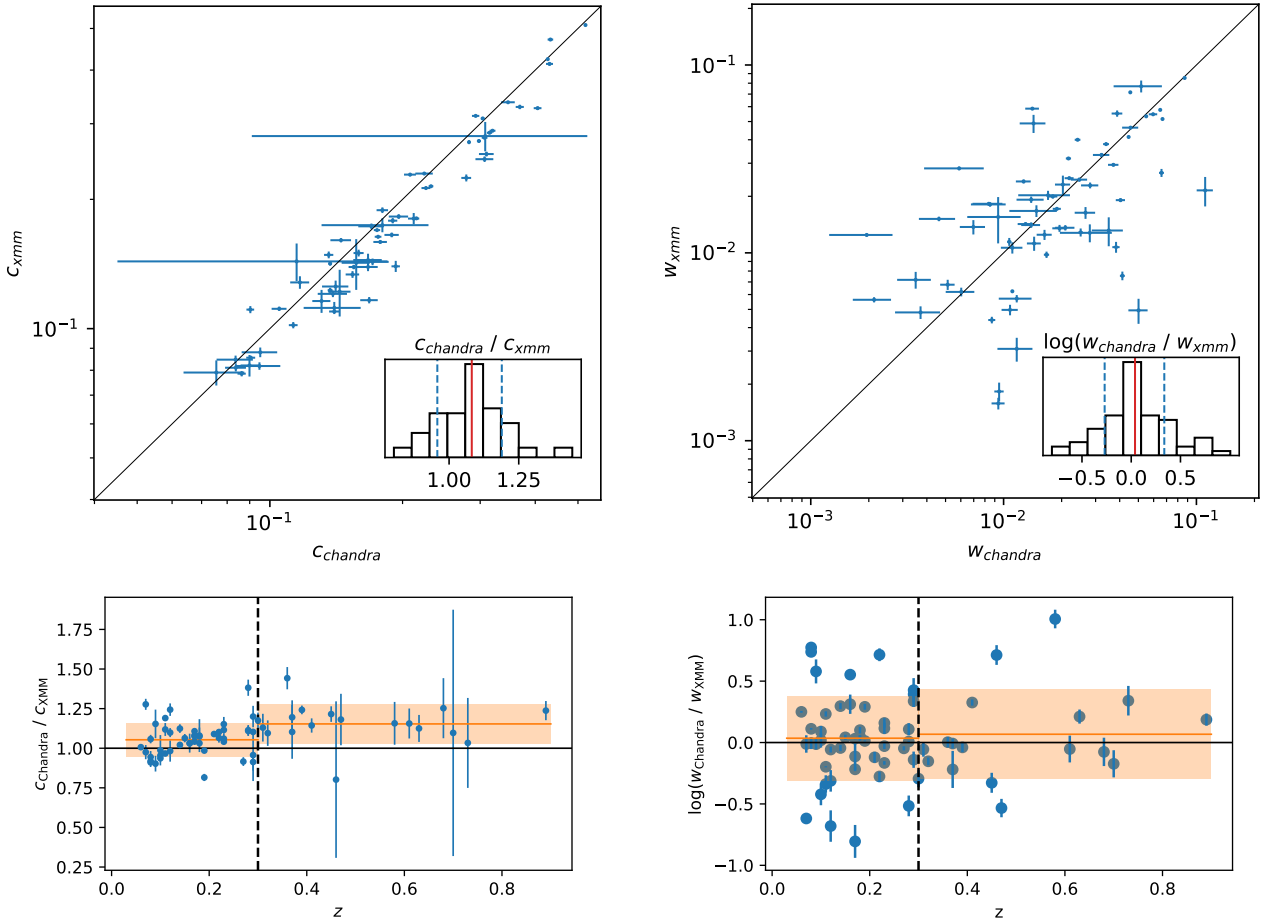 c_xmm
10^-1
10^-1
c_chandra
c_chandra / c_xmm
1.00 1.25
w_xmm
10^-1
10^-2
10^-3
10^-3 10^-2 10^-1
w_chandra
log(w_chandra / w_xmm)
−0.5 0.0 0.5
c_Chandra / c_XMM
1.75
1.50
1.25
1.00
0.75
0.50
0.25
0.0 0.2 0.4 0.6 0.8
z
log(w_Chandra / w_XMM)
1.0
0.5
0.0
−0.5
−1.0
0.0 0.2 0.4 0.6 0.8
z